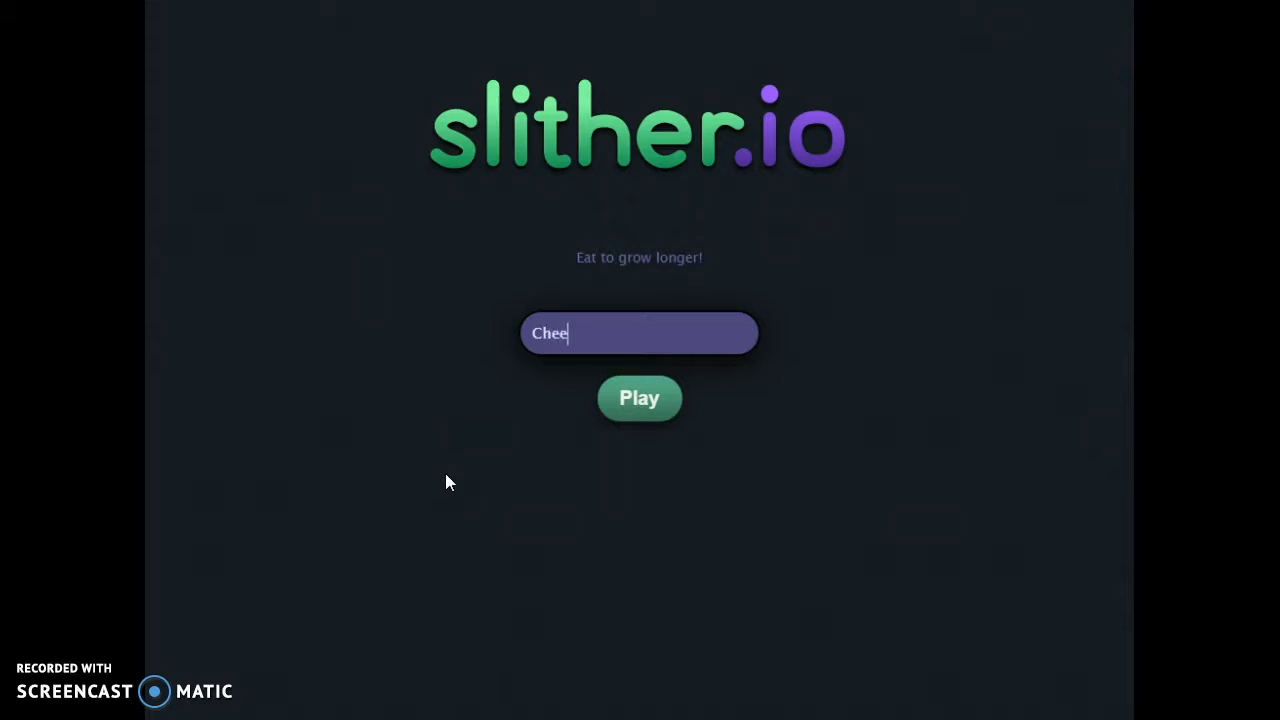 slither.io
Eat to grow longer!
Chee
Play
RECORDED WITH
SCREENCAST MATIC